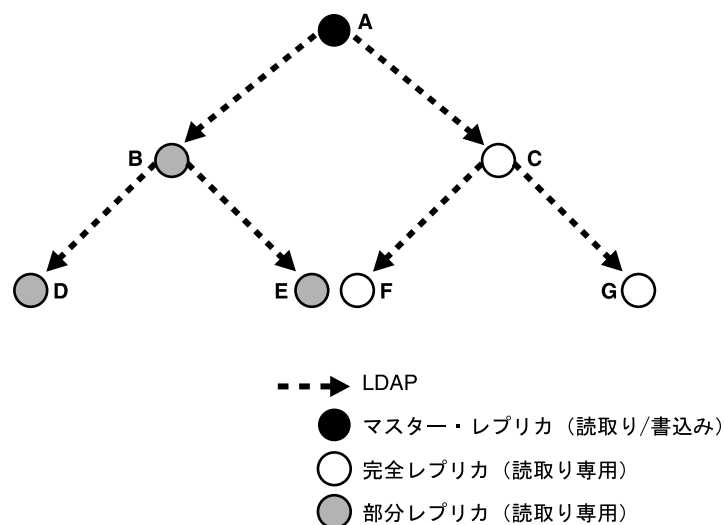 A
B
C
D
E
F
G
LDAP
マスター・レプリカ（読取り/書込み）
完全レプリカ（読取り専用）
部分レプリカ（読取り専用）